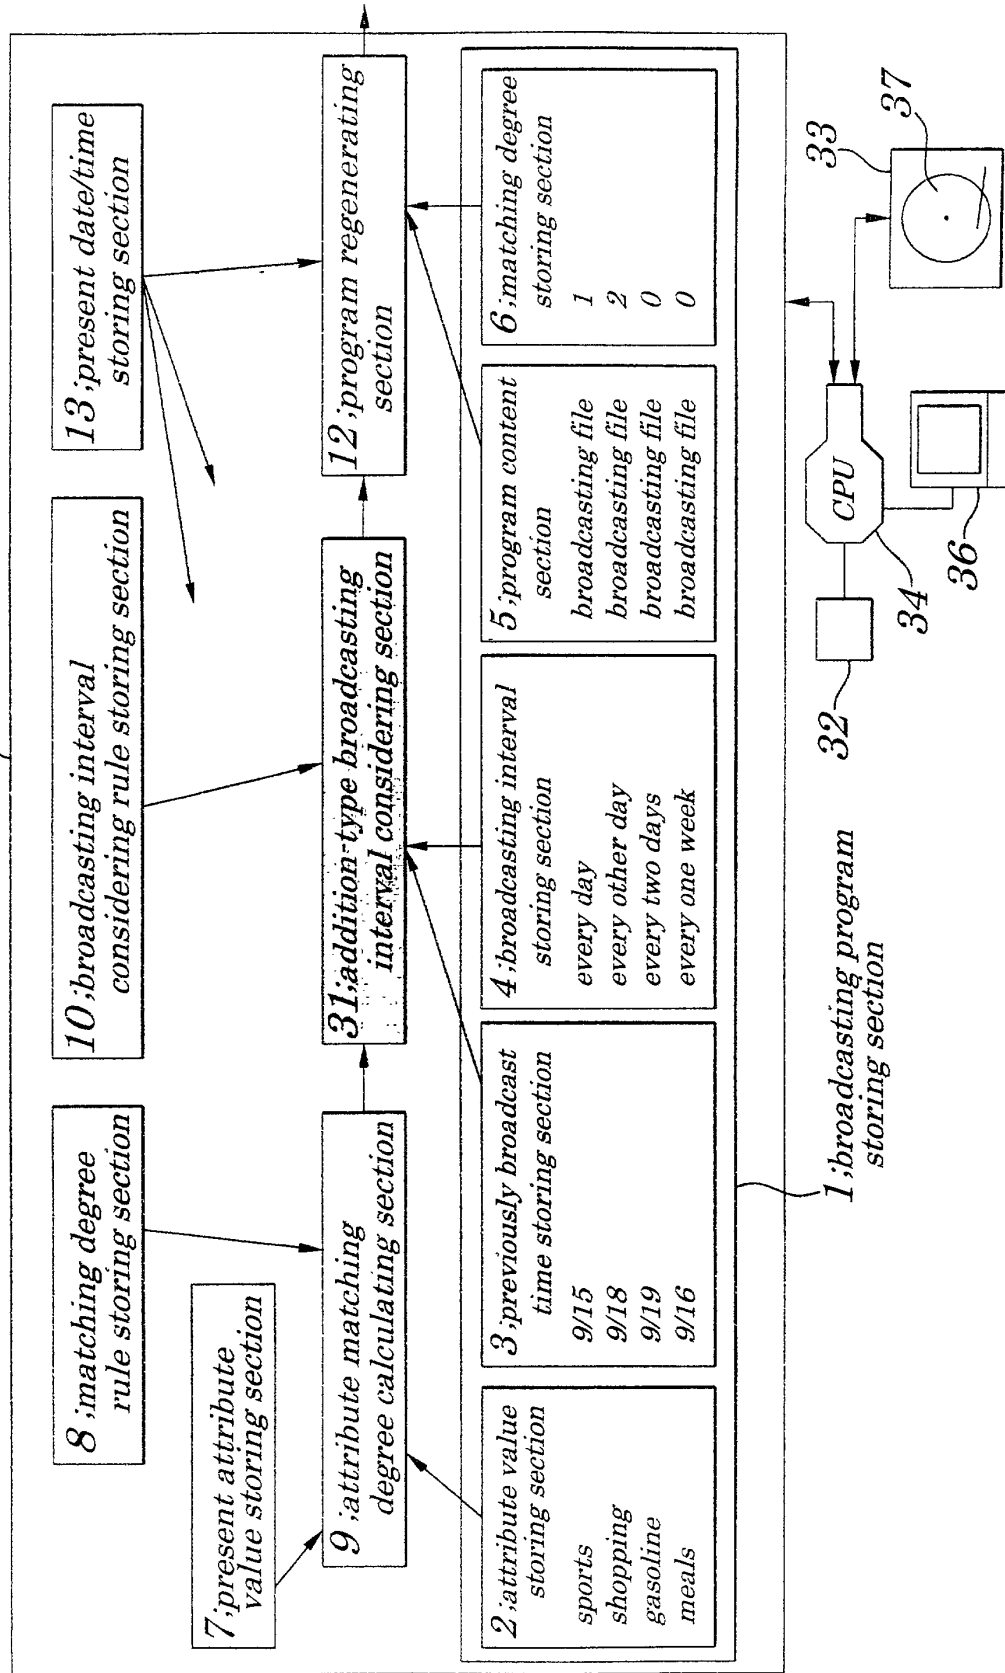 8;matching degree
rule storing section
10;broadcasting interval
considering rule storing section
13;present date/time
storing section
7;present attribute
value storing section
9;attribute matching
degree calculating section
31;addition-type broadcasting
interval considering section
12;program regenerating
section
2;attribute value
storing section
sports
shopping
gasoline
meals
3;previously broadcast
time storing section
9/15
9/18
9/19
9/16
4;broadcasting interval
storing section
every day
every other day
every two days
every one week
5;program content
section
broadcasting file
broadcasting file
broadcasting file
broadcasting file
6;matching degree
storing section
1
2
0
0
1;broadcasting program
storing section
32
CPU
34
36
33
37